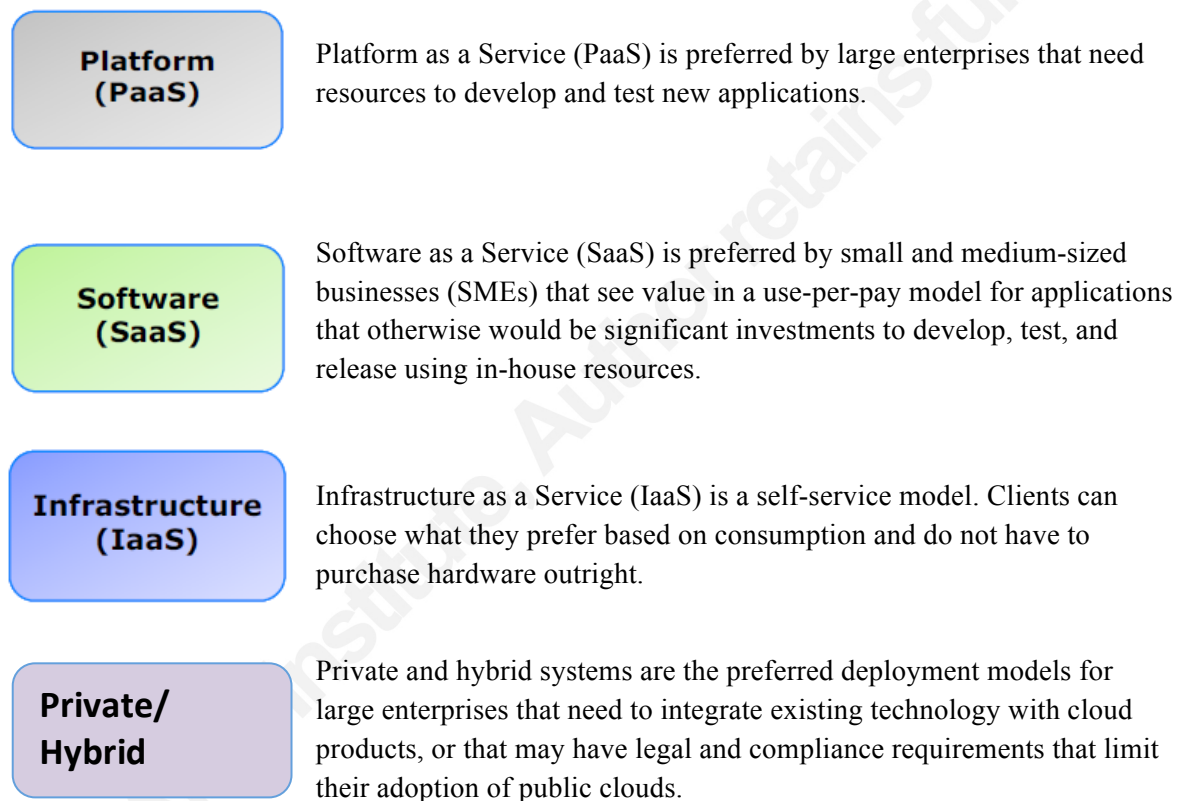 Platform
(PaaS)
Platform as a Service (PaaS) is preferred by large enterprises that need
resources to develop and test new applications.
Software
(SaaS)
Software as a Service (SaaS) is preferred by small and medium-sized
businesses (SMEs) that see value in a use-per-pay model for applications
that otherwise would be significant investments to develop, test, and
release using in-house resources.
Infrastructure
(IaaS)
Infrastructure as a Service (IaaS) is a self-service model. Clients can
choose what they prefer based on consumption and do not have to
purchase hardware outright.
Private/
Hybrid
Private and hybrid systems are the preferred deployment models for
large enterprises that need to integrate existing technology with cloud
products, or that may have legal and compliance requirements that limit
their adoption of public clouds.
Institute, Author retains